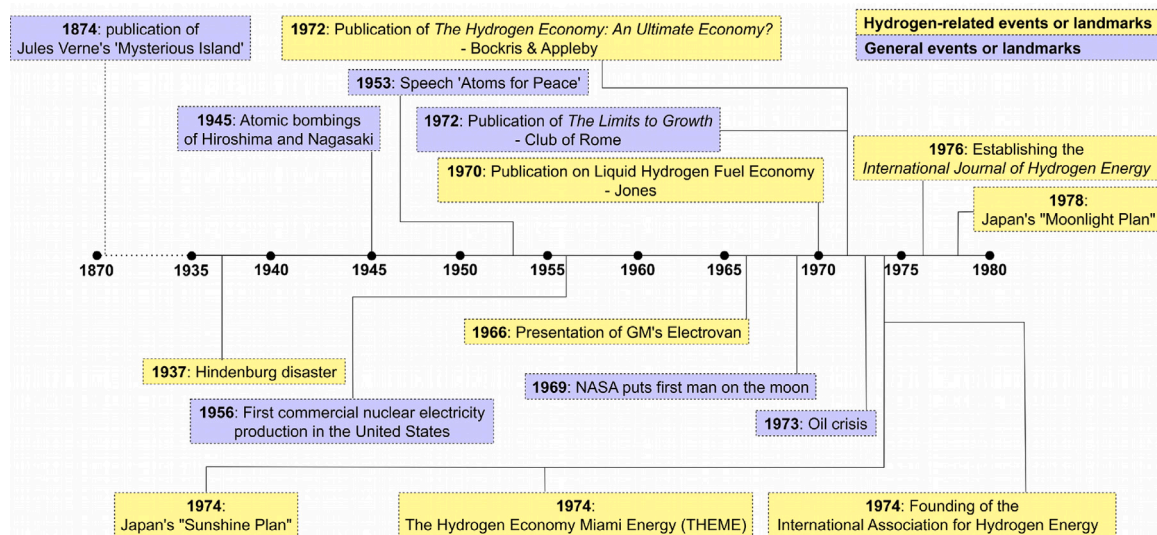 1874: publication of
Jules Verne's 'Mysterious Island'
1972: Publication of The Hydrogen Economy: An Ultimate Economy?
- Bockris & Appleby
Hydrogen-related events or landmarks
General events or landmarks
1953: Speech 'Atoms for Peace'
1945: Atomic bombings
of Hiroshima and Nagasaki
1972: Publication of The Limits to Growth
- Club of Rome
1970: Publication on Liquid Hydrogen Fuel Economy
- Jones
1976: Establishing the
International Journal of Hydrogen Energy
1978:
Japan's "Moonlight Plan"
1870 1935 1940 1945 1950 1955 1960 1965 1970 1975 1980
1966: Presentation of GM's Electrovan
1937: Hindenburg disaster
1969: NASA puts first man on the moon
1956: First commercial nuclear electricity
production in the United States
1973: Oil crisis
1974:
Japan's "Sunshine Plan"
1974:
The Hydrogen Economy Miami Energy (THEME)
1974: Founding of the
International Association for Hydrogen Energy